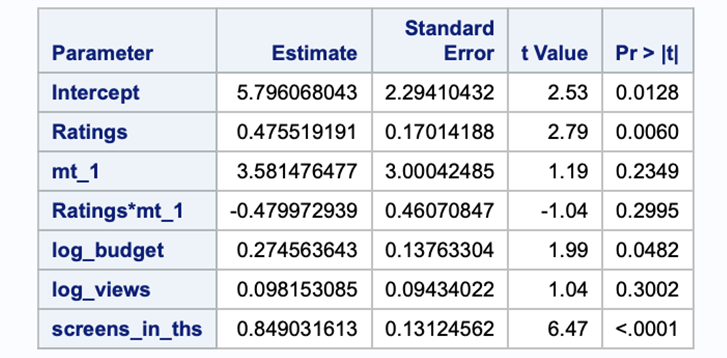 Parameter Estimate Standard Error t Value Pr > |t|
Intercept 5.796068043 2.29410432 2.53 0.0128
Ratings 0.475519191 0.17014188 2.79 0.0060
mt_1 3.581476477 3.00042485 1.19 0.2349
Ratings*mt_1 -0.479972939 0.46070847 -1.04 0.2995
log_budget 0.274563643 0.13763304 1.99 0.0482
log_views 0.098153085 0.09434022 1.04 0.3002
screens_in_ths 0.849031613 0.13124562 6.47 <.0001